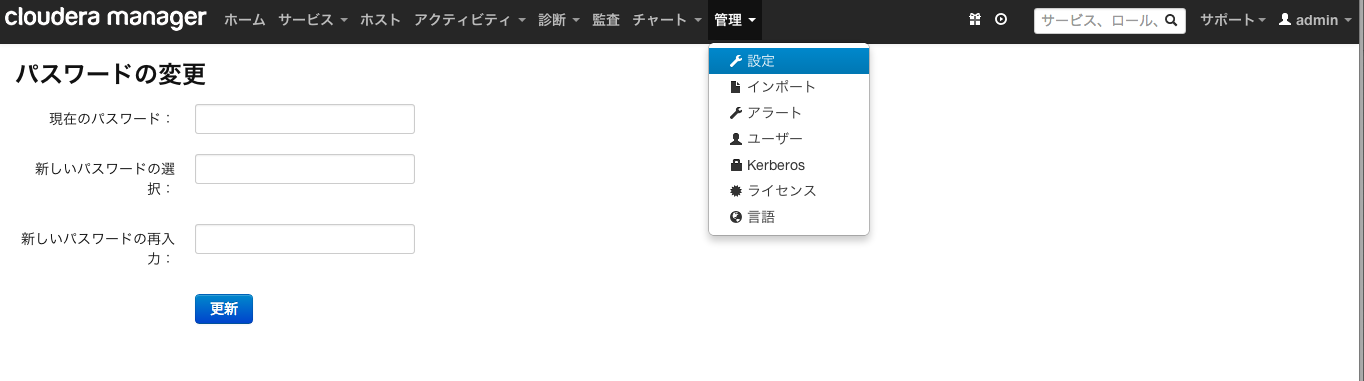 cloudera manager ホーム サービス ホスト アクティビティ 診断 監査 チャート 管理 サービス、ロール、 サポート admin
パスワードの変更
設定
インポート
アラート
ユーザー
Kerberos
ライセンス
言語
現在のパスワード：
新しいパスワードの選
択：
新しいパスワードの再入
力：
更新